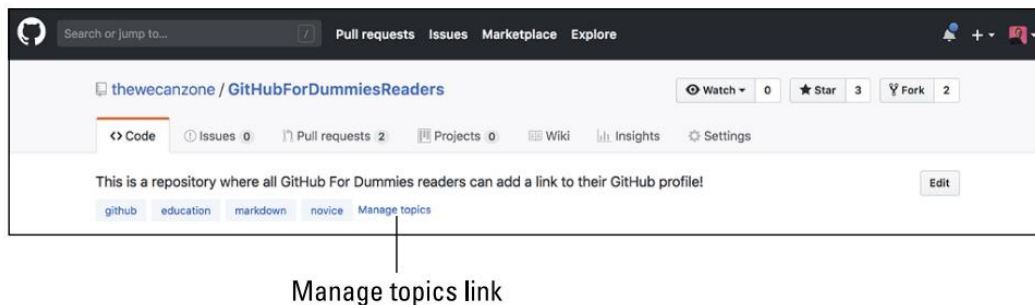 Search or jump to... / Pull requests Issues Marketplace Explore
thewecanzone / GitHubForDummiesReaders Watch 0 Star 3 Fork 2
Code Issues 0 Pull requests 2 Projects 0 Wiki Insights Settings
This is a repository where all GitHub For Dummies readers can add a link to their GitHub profile! Edit
github education markdown novice Manage topics
Manage topics link